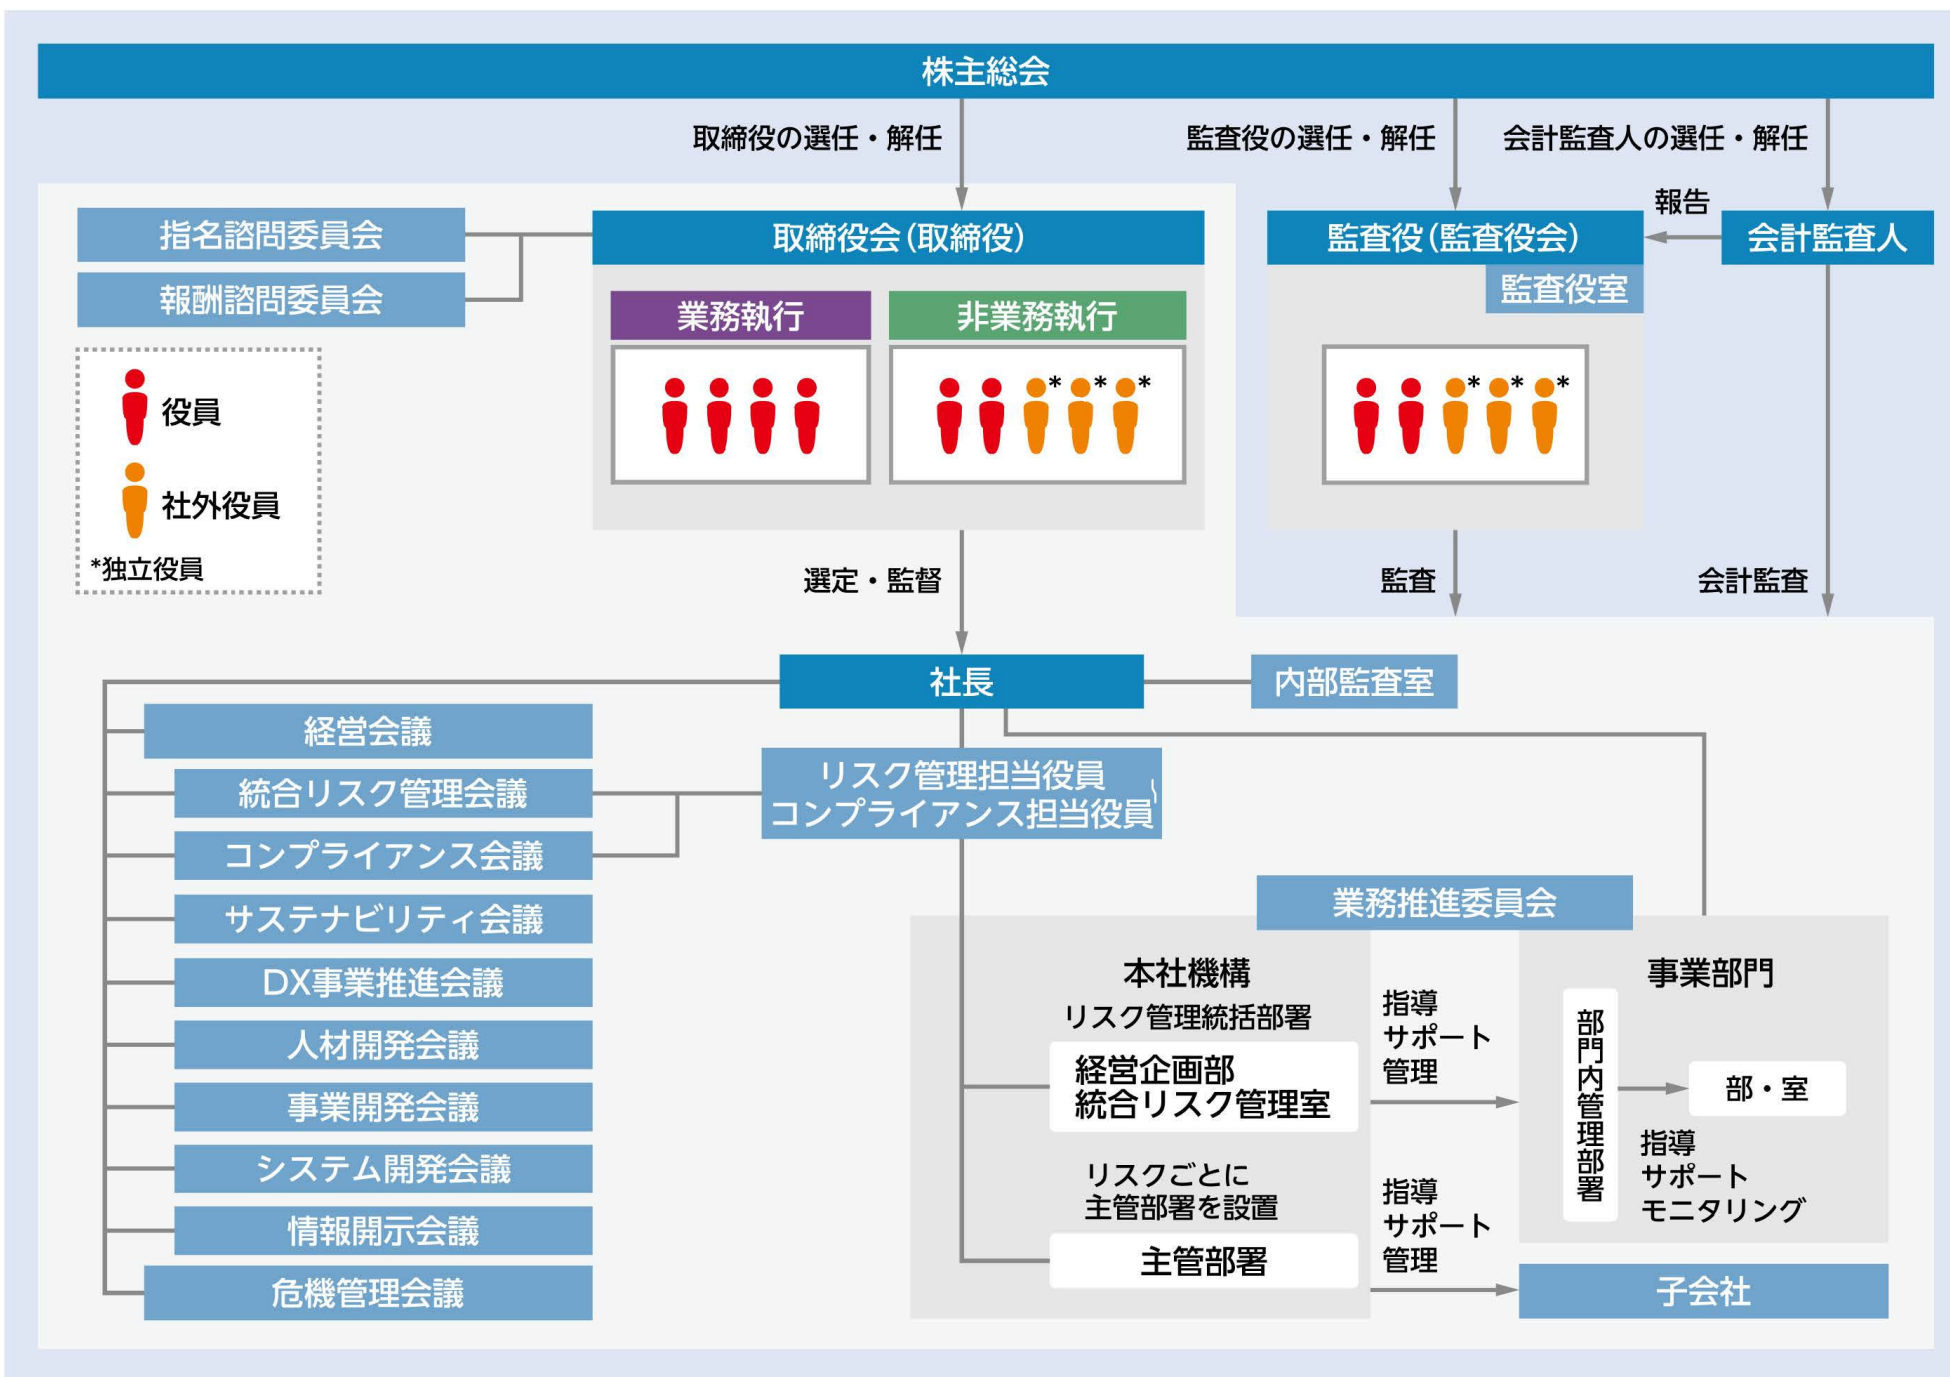 株主総会
取締役の選任・解任
監査役の選任・解任
会計監査人の選任・解任
指名諮問委員会
報酬諮問委員会
取締役会(取締役)
監査役(監査役会)
報告
会計監査人
監査役室
業務執行
非業務執行
* * *
* * *
役員
社外役員
*独立役員
選定・監督
監査
会計監査
社長
内部監査室
経営会議
統合リスク管理会議
コンプライアンス会議
サステナビリティ会議
DX事業推進会議
人材開発会議
事業開発会議
システム開発会議
情報開示会議
危機管理会議
リスク管理担当役員
コンプライアンス担当役員
業務推進委員会
本社機構
リスク管理統括部署
経営企画部
統合リスク管理室
リスクごとに
主管部署を設置
主管部署
指導
サポート
管理
指導
サポート
管理
事業部門
部門内管理部署
部・室
指導
サポート
モニタリング
子会社